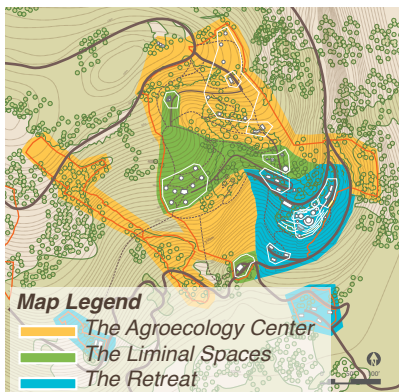 Map Legend
The Agroecology Center
The Liminal Spaces
The Retreat